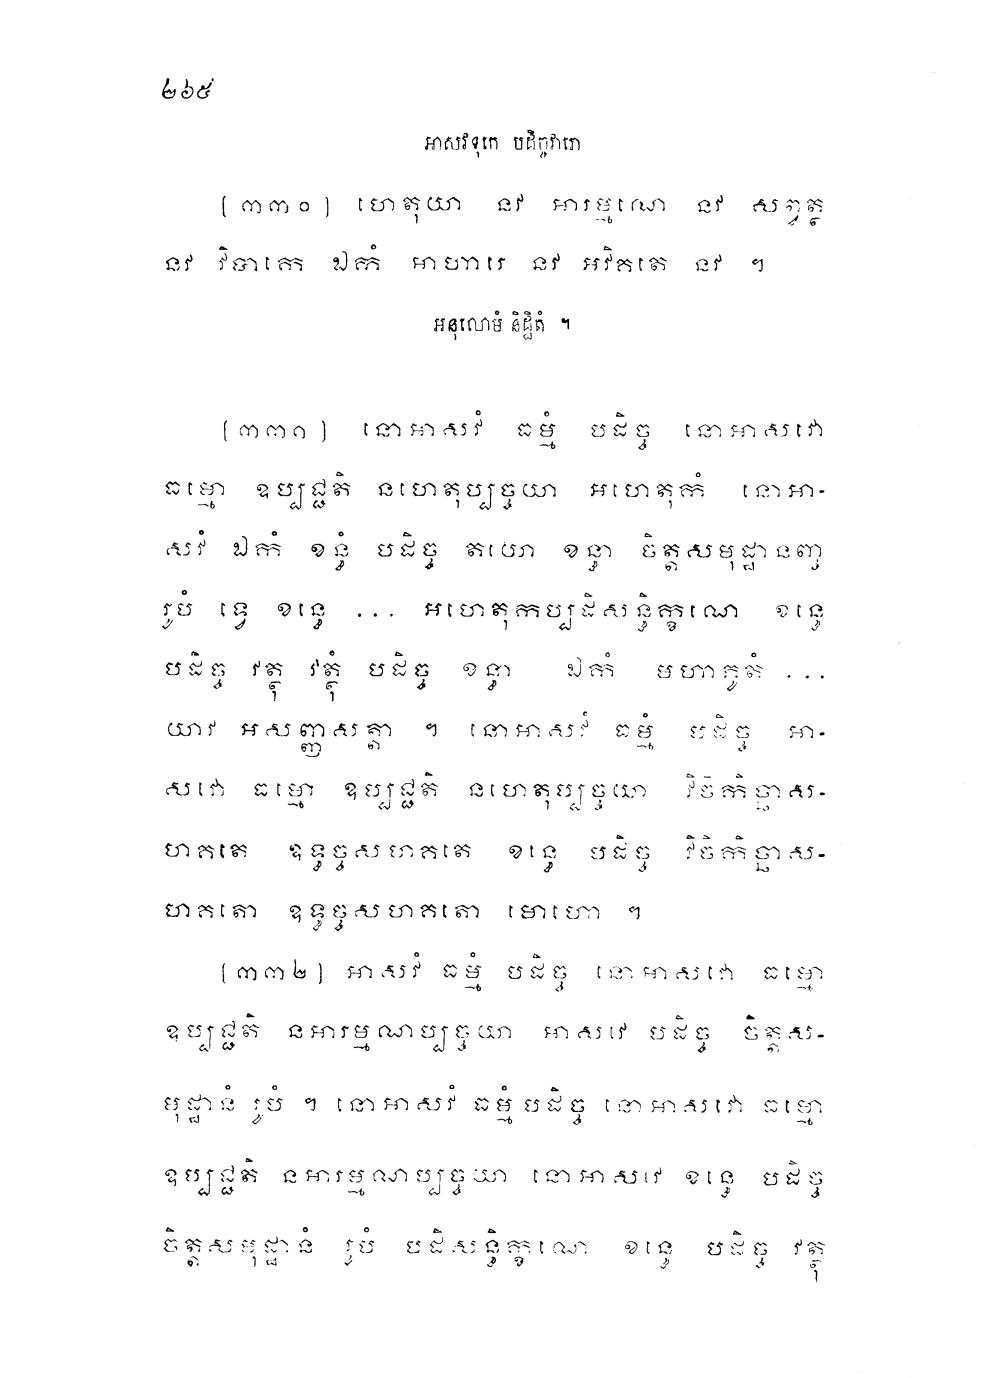 ២៦៥
អាសវទុកេ បដិច្ចវារោ
(៣៣០) ហេតុយា នវ អារម្មណេ នវ សព្វត្ថ
នវ វិបាកេ ឯកំ អាហារេ នវ អវិគតេ នវ ។
អនុលោមំ និដ្ឋិតំ ។
(៣៣១) នោអាសវំ ធម្មំ បដិច្ច នោអាសវោ
ធម្មោ ឧប្បជ្ជតិ នហេតុប្បច្ចយា អហេតុកំ នោអា-
សវំ ឯកំ ខន្ធំ បដិច្ច តយោ ខន្ធា ចិត្តសមុដ្ឋានញ្ច
រូបំ ទ្វេ ខន្ធេ ... អហេតុកប្បដិសន្ធិក្ខណេ ខន្ធេ
បដិច្ច វត្ថុ វត្ថុំ បដិច្ច ខន្ធា ឯកំ មហាភូតំ ...
យាវ អសញ្ញសត្តា ។ នោអាសវំ ធម្មំ បដិច្ច អា-
សវោ ធម្មោ ឧប្បជ្ជតិ នហេតុប្បច្ចយា វិចិកិច្ឆាស-
ហគតេ ឧទ្ធច្ចសហគតេ ខន្ធេ បដិច្ច វិចិកិច្ឆាស-
ហគតោ ឧទ្ធច្ចសហគតោ មោហោ ។
(៣៣២) អាសវំ ធម្មំ បដិច្ច នោអាសវោ ធម្មោ
ឧប្បជ្ជតិ នអារម្មណប្បច្ចយា អាសវេ បដិច្ច ចិត្តស-
មុដ្ឋានំ រូបំ ។ នោអាសវំ ធម្មំ បដិច្ច នោអាសវោ ធម្មោ
ឧប្បជ្ជតិ នអារម្មណប្បច្ចយា នោអាសវេ ខន្ធេ បដិច្ច
ចិត្តសមុដ្ឋានំ រូបំ បដិសន្ធិក្ខណេ ខន្ធេ បដិច្ច វត្ថុ